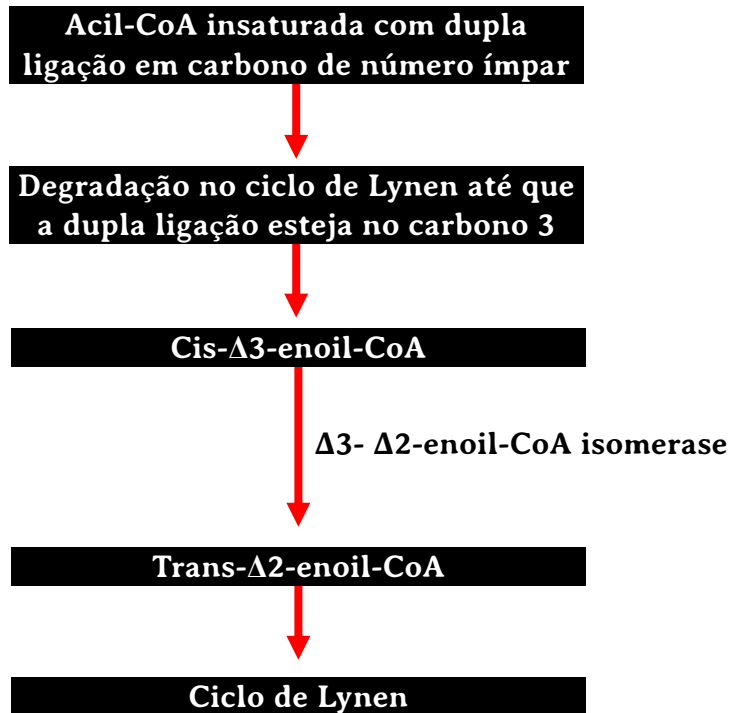 Acil-CoA insaturada com dupla
ligação em carbono de número ímpar
Degradação no ciclo de Lynen até que
a dupla ligação esteja no carbono 3
Cis-Δ3-enoil-CoA
Δ3- Δ2-enoil-CoA isomerase
Trans-Δ2-enoil-CoA
Ciclo de Lynen